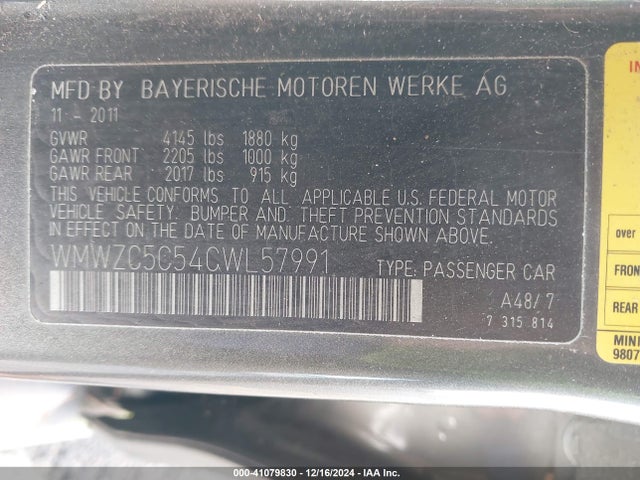 MFD BY BAYERISCHE MOTOREN WERKE AG
11 - 2011
GVWR 4145 lbs 1880 kg
GAWR FRONT 2205 lbs 1000 kg
GAWR REAR 2017 lbs 915 kg
THIS VEHICLE CONFORMS TO ALL APPLICABLE U.S. FEDERAL MOTOR
VEHICLE SAFETY, BUMPER AND THEFT PREVENTION STANDARDS
IN EFFECT ON THE DATE OF MANUFACTURE SHOWN ABOVE.
WMWZC5C54CWL57991 TYPE: PASSENGER CAR
A48/7
7 315 814
over
REAR
MINI
9807
000-41079830 - 12/16/2024 - IAA Inc.